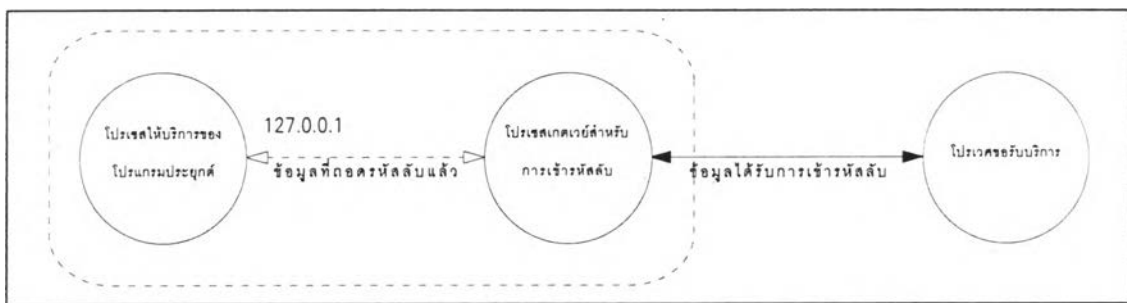 โปรเซสให้บริการของ
โปรแกรมประยุกต์
127.0.0.1
ข้อมูลที่ถอดรหัสลับแล้ว
โปรเซสเกตเวย์สำหรับ
การเข้ารหัสลับ
ข้อมูลได้รับการเข้ารหัสลับ
โปรเวศขอรับบริการ